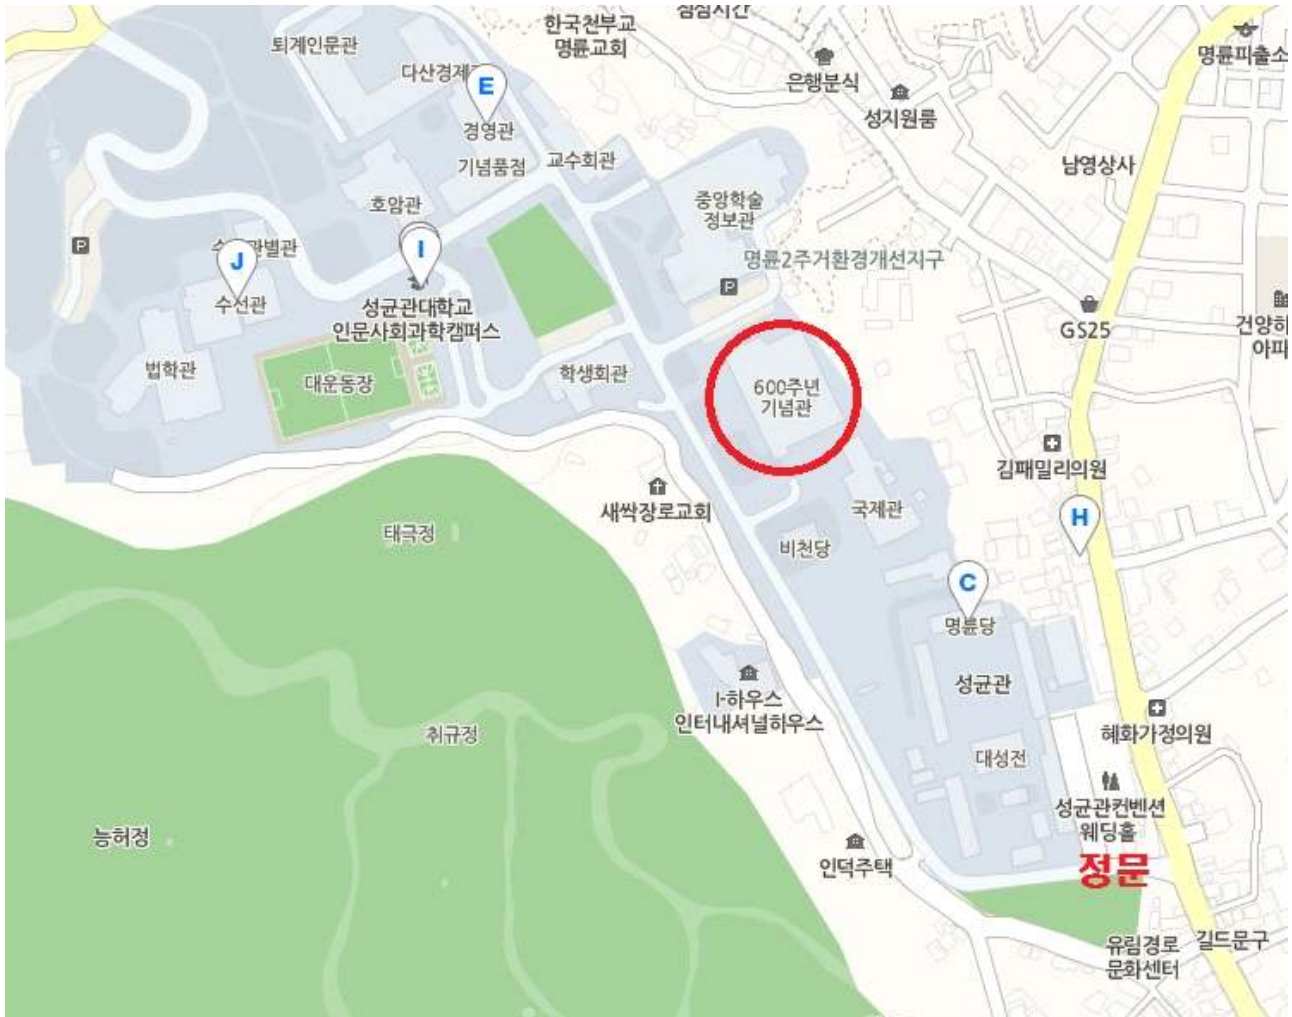 점심시간
한국천부교
명륜교회
퇴계인문관
명륜피출소
다산경제
은행분식
E
성지원룸
경영관
기념품점
교수회관
남영상사
중앙학술
정보관
호암관
P
관별관
I
J
명륜2주거환경개선지구
P
수선관
성균관대학교
인문사회과학캠퍼스
GS25
건양하
아파
법학관
대운동장
학생회관
600주년
기념관
김패밀리의원
새싹장로교회
국제관
H
태극정
비천당
C
명륜당
성균관
I-하우스
인터내셔널하우스
취규정
혜화가정의원
대성전
성균관컨벤션
웨딩홀
능허정
인덕주택
정문
유림경로
문화센터
길드문구